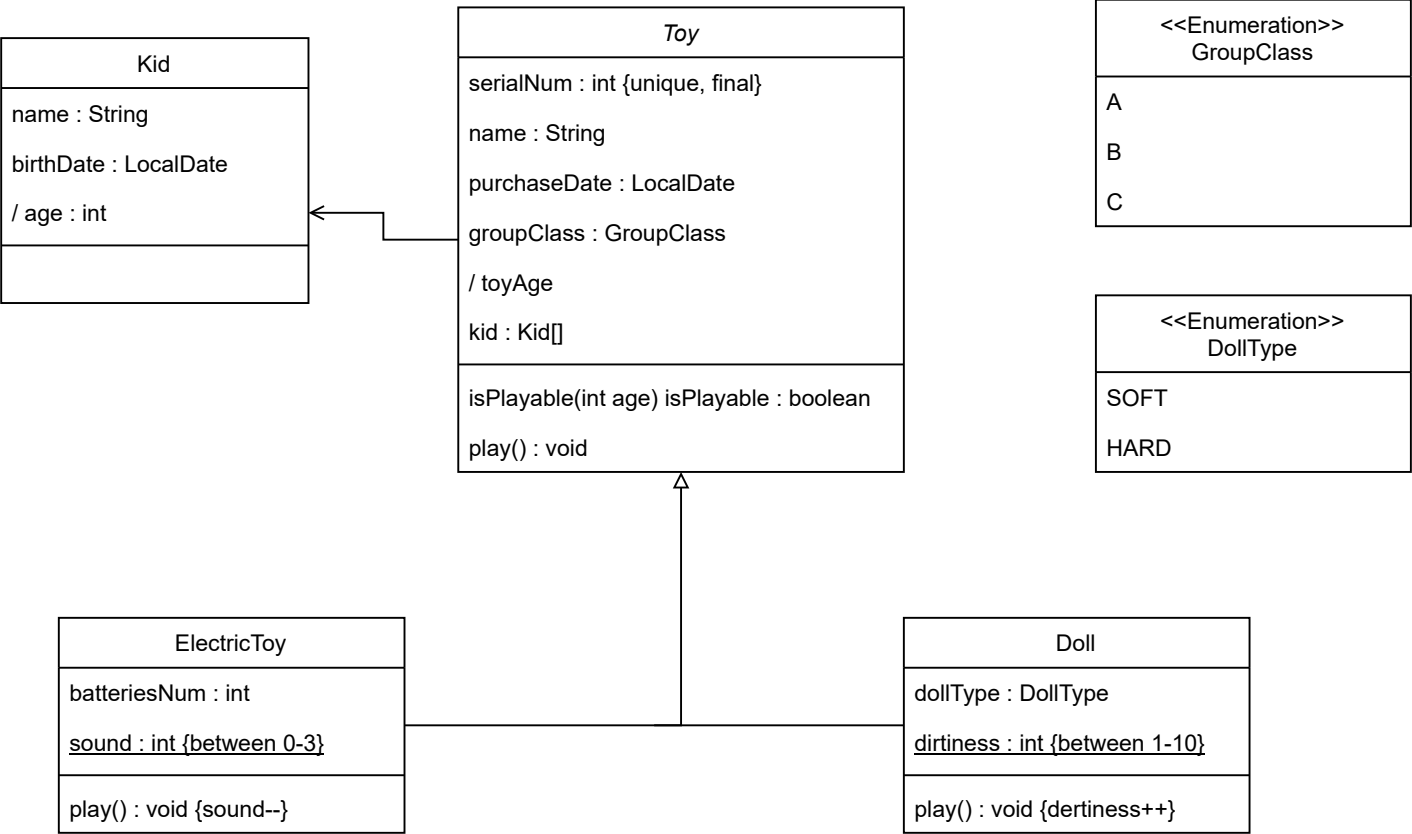 Kid
name : String
birthDate : LocalDate
/ age : int
Toy
serialNum : int {unique, final}
name : String
purchaseDate : LocalDate
groupClass : GroupClass
/ toyAge
kid : Kid[]
isPlayable(int age) isPlayable : boolean
play() : void
<<Enumeration>>
GroupClass
A
B
C
<<Enumeration>>
DollType
SOFT
HARD
ElectricToy
batteriesNum : int
sound : int {between 0-3}
play() : void {sound--}
Doll
dollType : DollType
dirtiness : int {between 1-10}
play() : void {dertiness++}